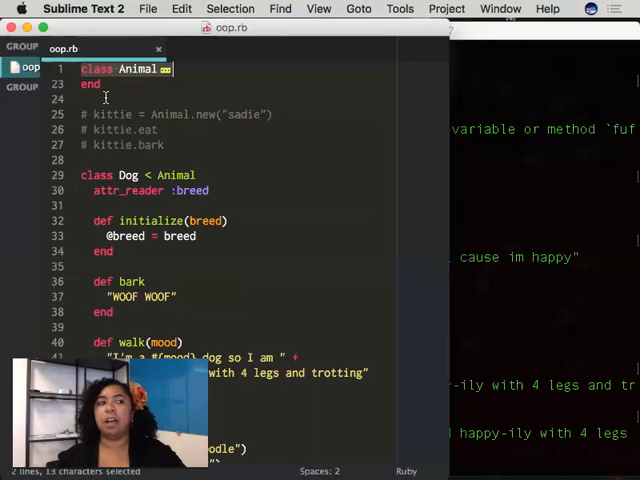 Sublime Text 2 File Edit Selection Find View Goto Tools Project Window Help
oop.rb
GROUP
oop.rb
oop
GROUP
1 class Animal
23 end
24
25 # kittie = Animal.new("sadie")
26 # kittie.eat
27 # kittie.bark
28
29 class Dog < Animal
30 attr_reader :breed
31
32 def initialize(breed)
33 @breed = breed
34 end
35
36 def bark
37 "WOOF WOOF"
38 end
39
40 def walk(mood)
41 "I'm a #{mood} dog so I am " +
with 4 legs and trotting"
oodle")
2 lines, 13 characters selected
Spaces: 2
Ruby
variable or method `fuf
cause im happy"
-ily with 4 legs and tr
d happy-ily with 4 legs